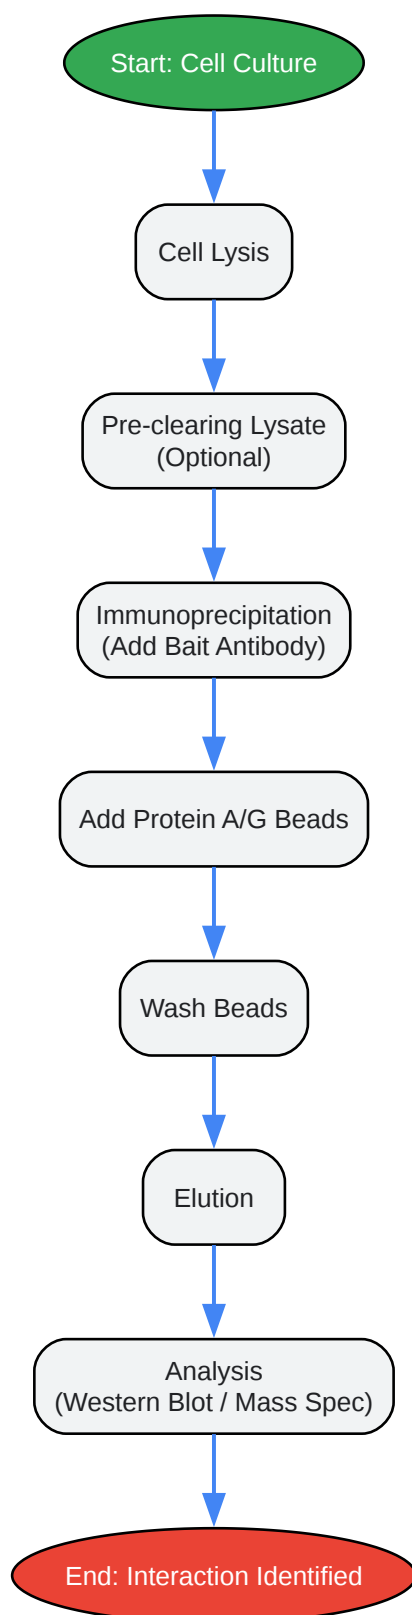 Start: Cell Culture
Cell Lysis
Pre-clearing Lysate
(Optional)
Immunoprecipitation
(Add Bait Antibody)
Add Protein A/G Beads
Wash Beads
Elution
Analysis
(Western Blot / Mass Spec)
End: Interaction Identified